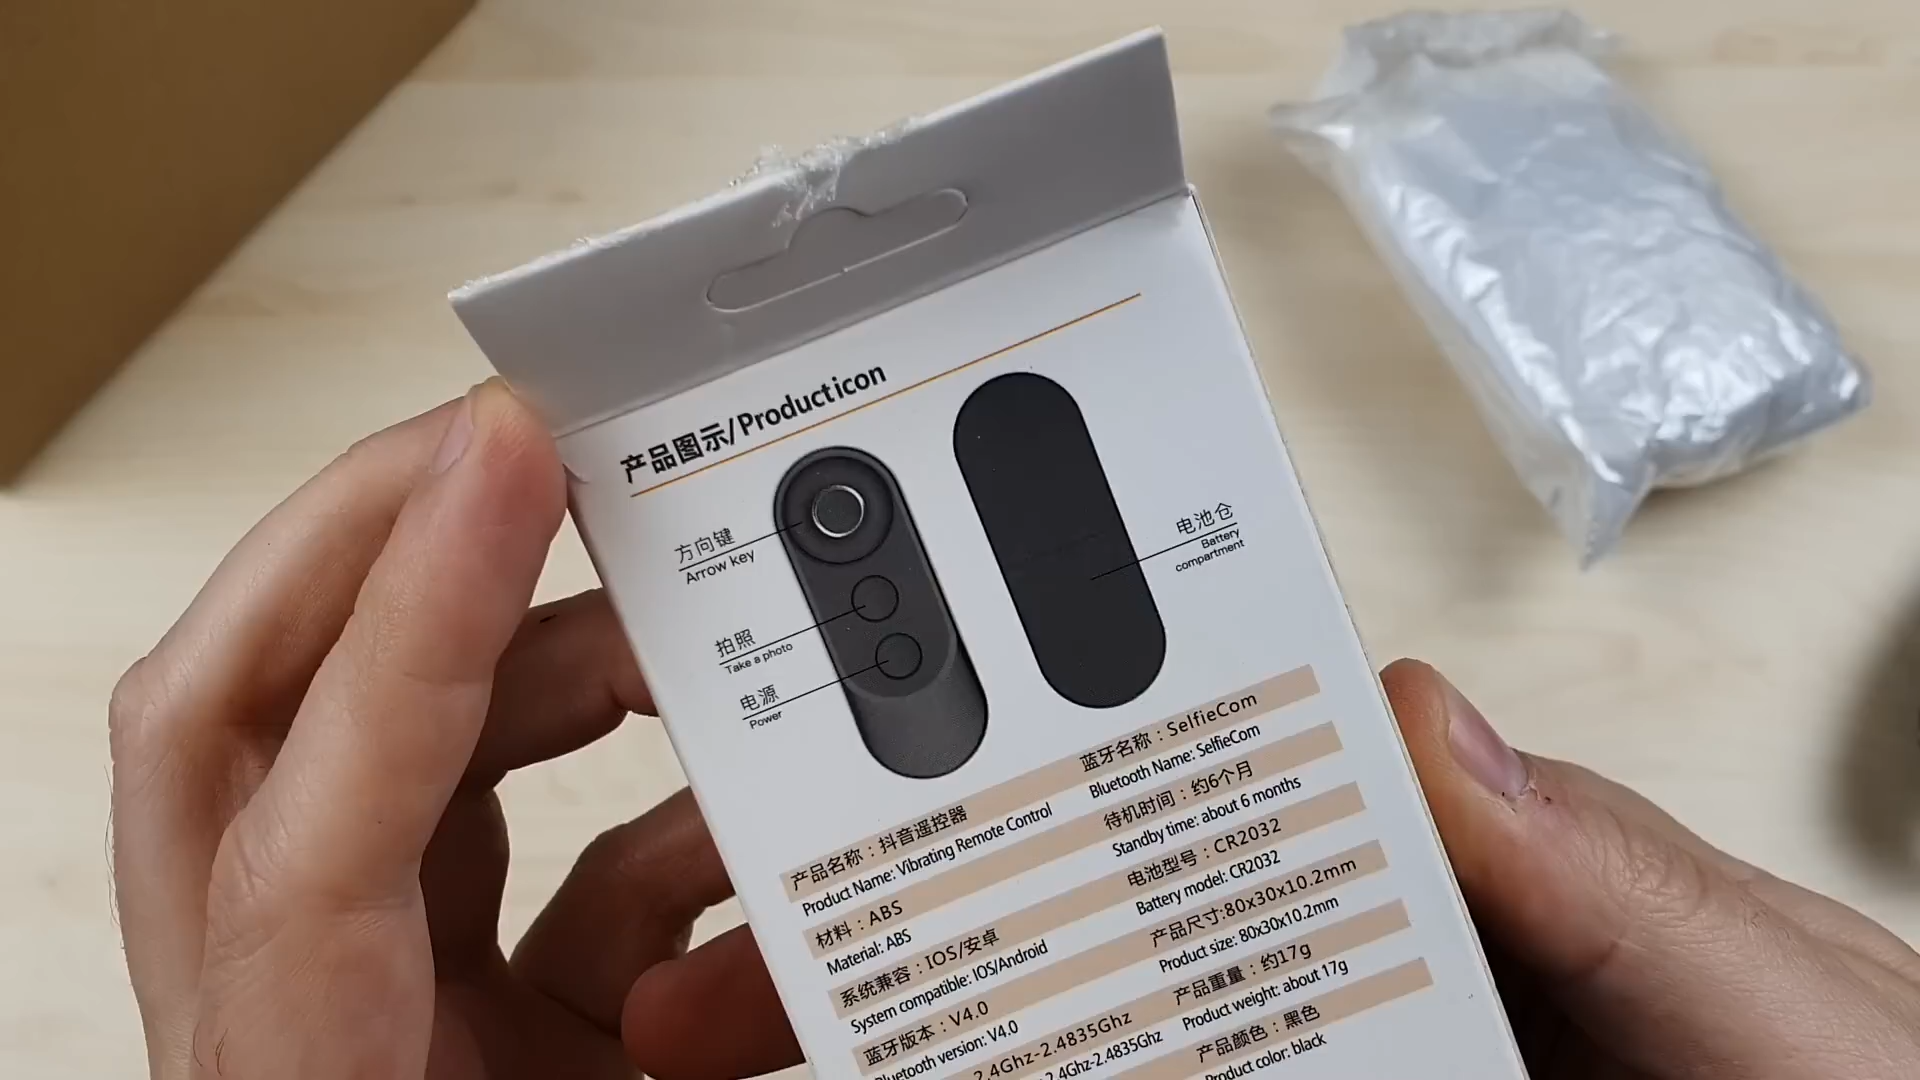 产品图示/Product icon
方向键
Arrow key
拍照
Take a photo
电源
Power
电池仓
Battery
compartment
产品名称：抖音遥控器
Product Name: Vibrating Remote Control
材料：ABS
Material: ABS
系统兼容：IOS/安卓
System compatible: IOS/Android
蓝牙版本：V4.0
Bluetooth version: V4.0
2.4Ghz-2.4835Ghz
2.4Ghz-2.4835Ghz
蓝牙名称：SelfieCom
Bluetooth Name: SelfieCom
待机时间：约6个月
Standby time: about 6 months
电池型号：CR2032
Battery model: CR2032
产品尺寸:80x30x10.2mm
Product size: 80x30x10.2mm
产品重量：约17g
Product weight: about 17g
产品颜色：黑色
Product color: black